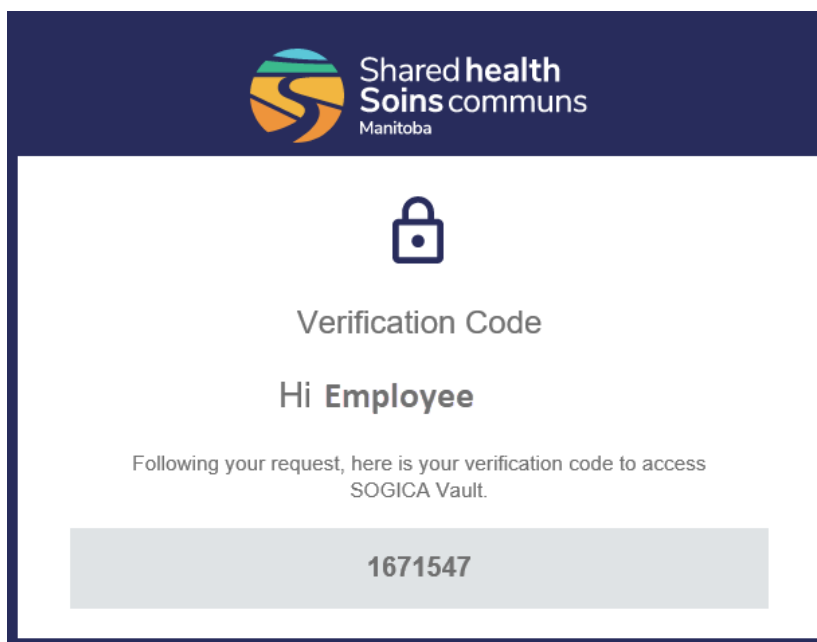 Shared health
Soins communs
Manitoba
Verification Code
Hi Employee
Following your request, here is your verification code to access
SOGICA Vault.
1671547